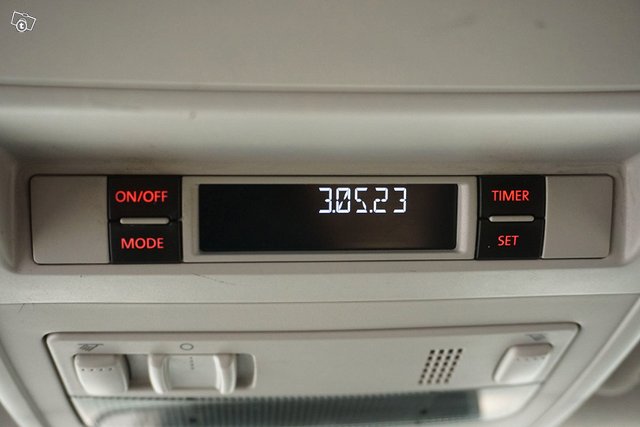 ON/OFF
3.05.23
TIMER
MODE
SET